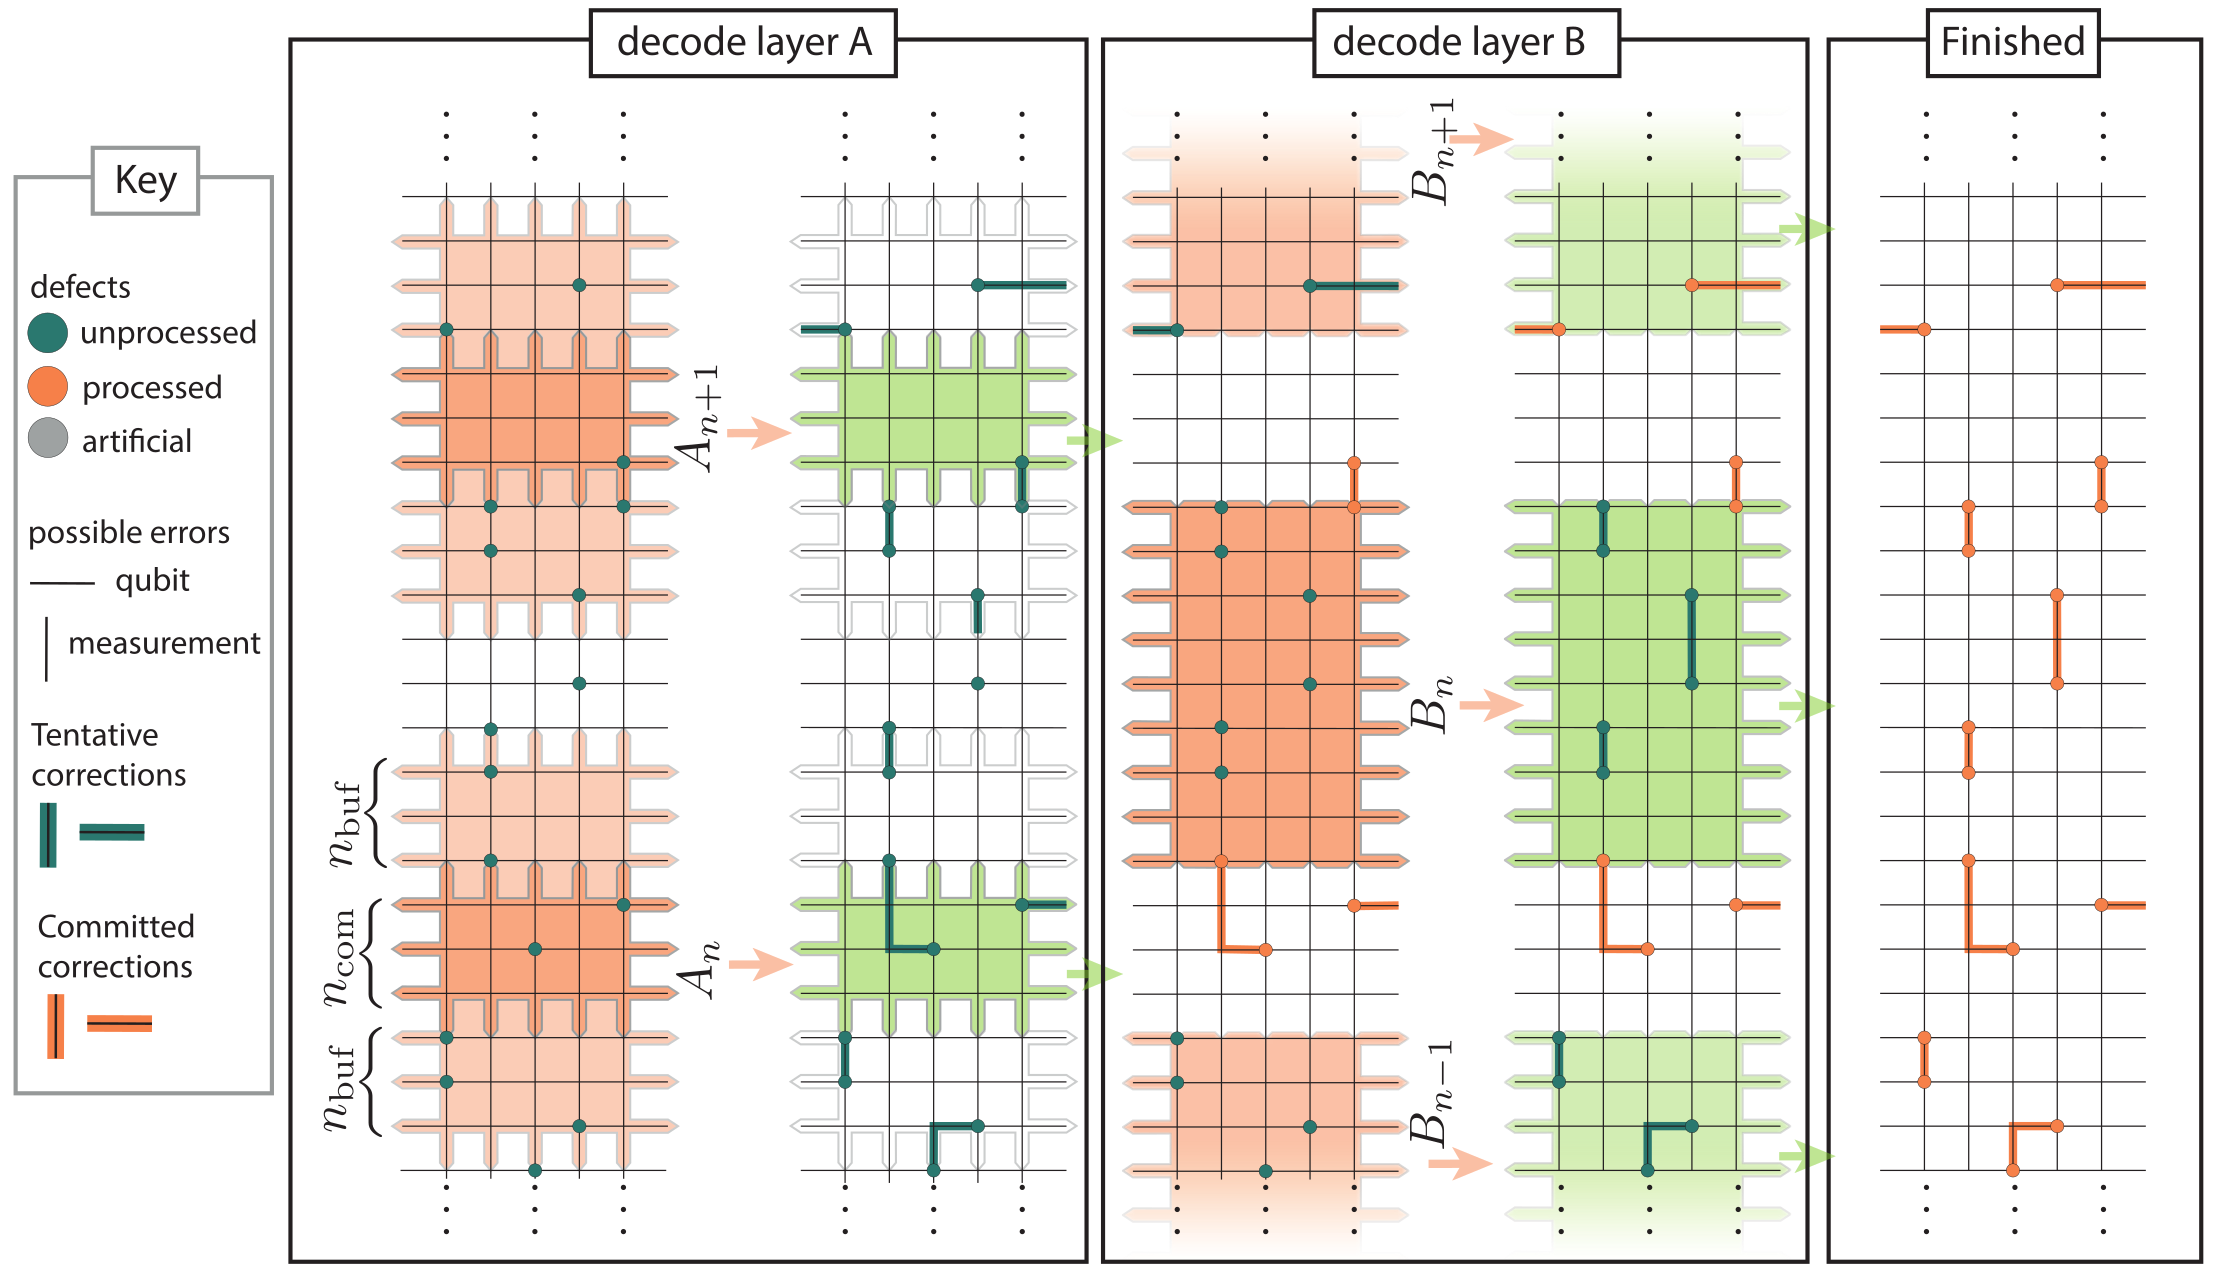 decode layer A
decode layer B
Finished
Key
defects
unprocessed
processed
artificial
possible errors
qubit
measurement
Tentative
corrections
Committed
corrections
n_buf
n_com
n_buf
A_{n+1}
A_n
B_{n+1}
B_n
B_{n−1}